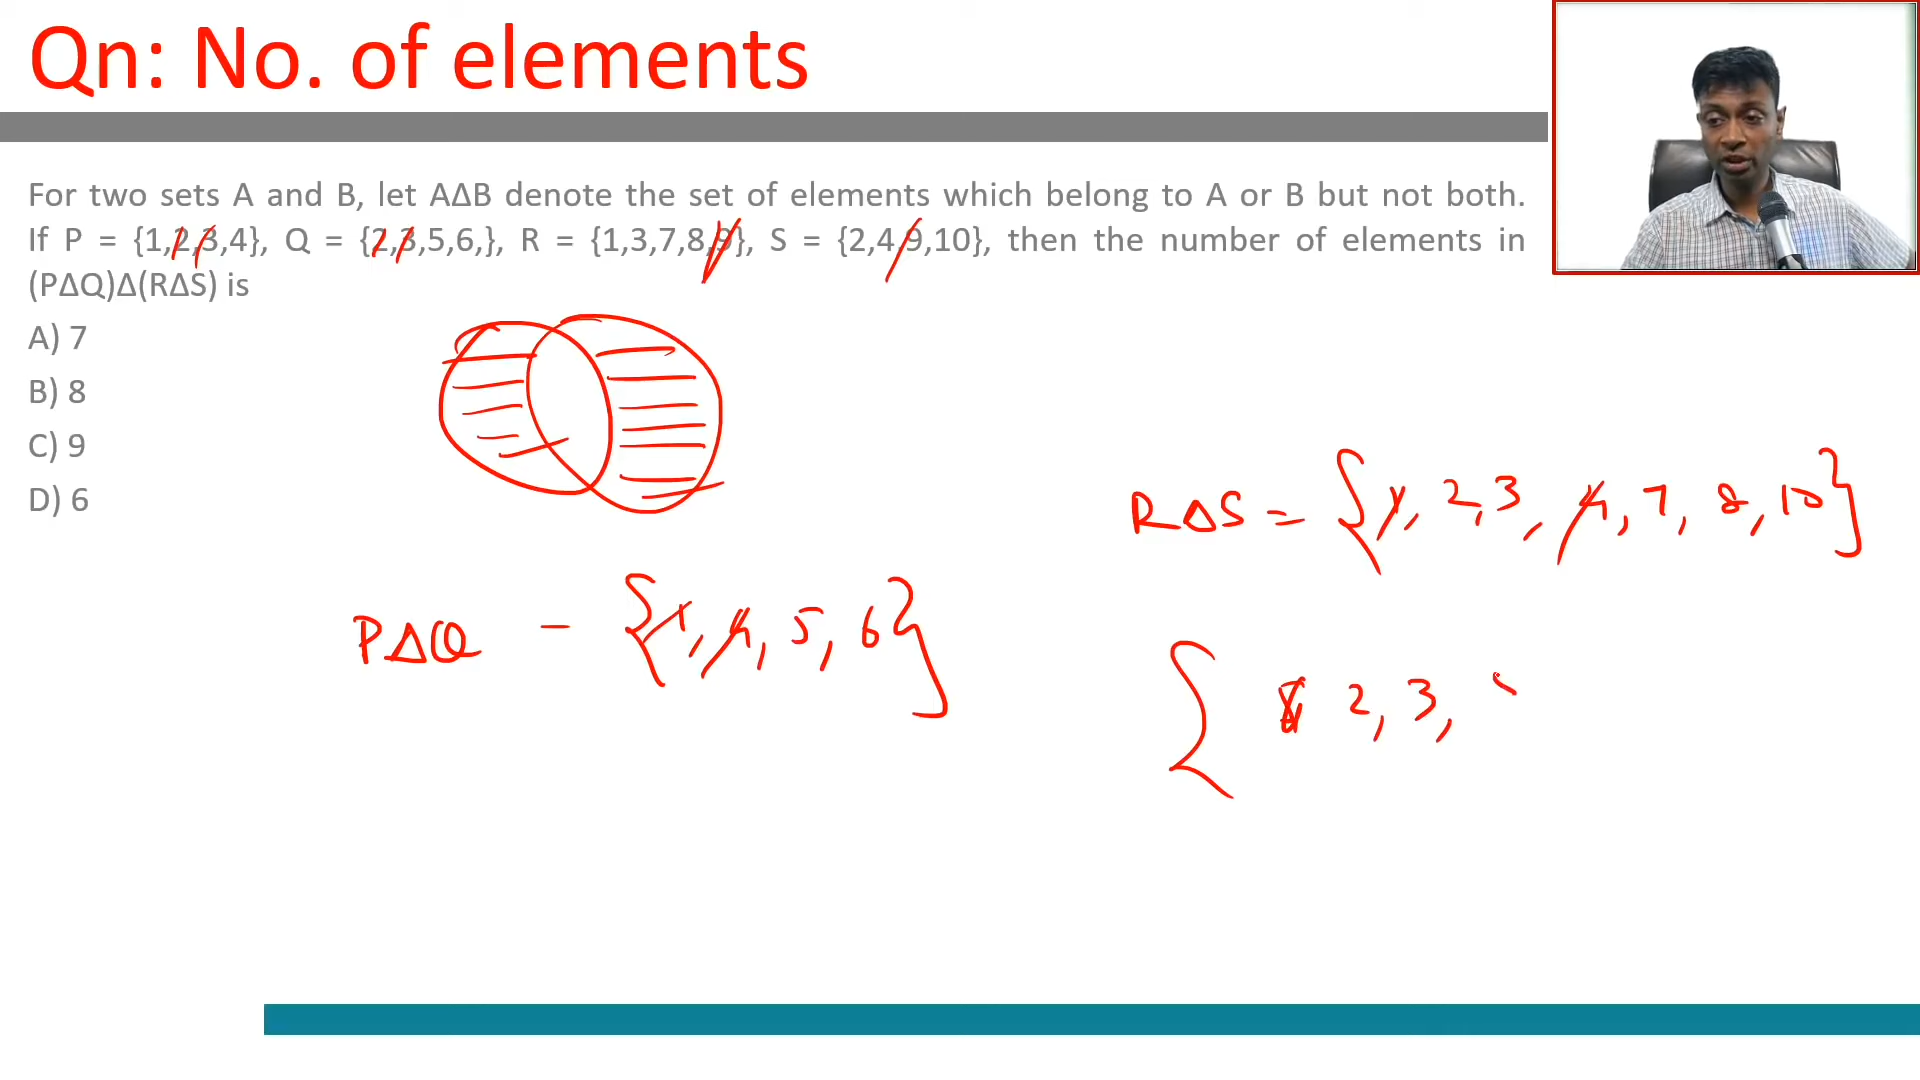 Qn: No. of elements
For two sets A and B, let AΔB denote the set of elements which belong to A or B but not both.
If P = {1,2,3,4}, Q = {2,3,5,6,}, R = {1,3,7,8,9}, S = {2,4,9,10}, then the number of elements in
(PΔQ)Δ(RΔS) is
A) 7
B) 8
C) 9
D) 6
RΔS = {1, 2, 3, 4, 7, 8, 10}
PΔQ - {1, 4, 5, 6}
{ 2, 3,